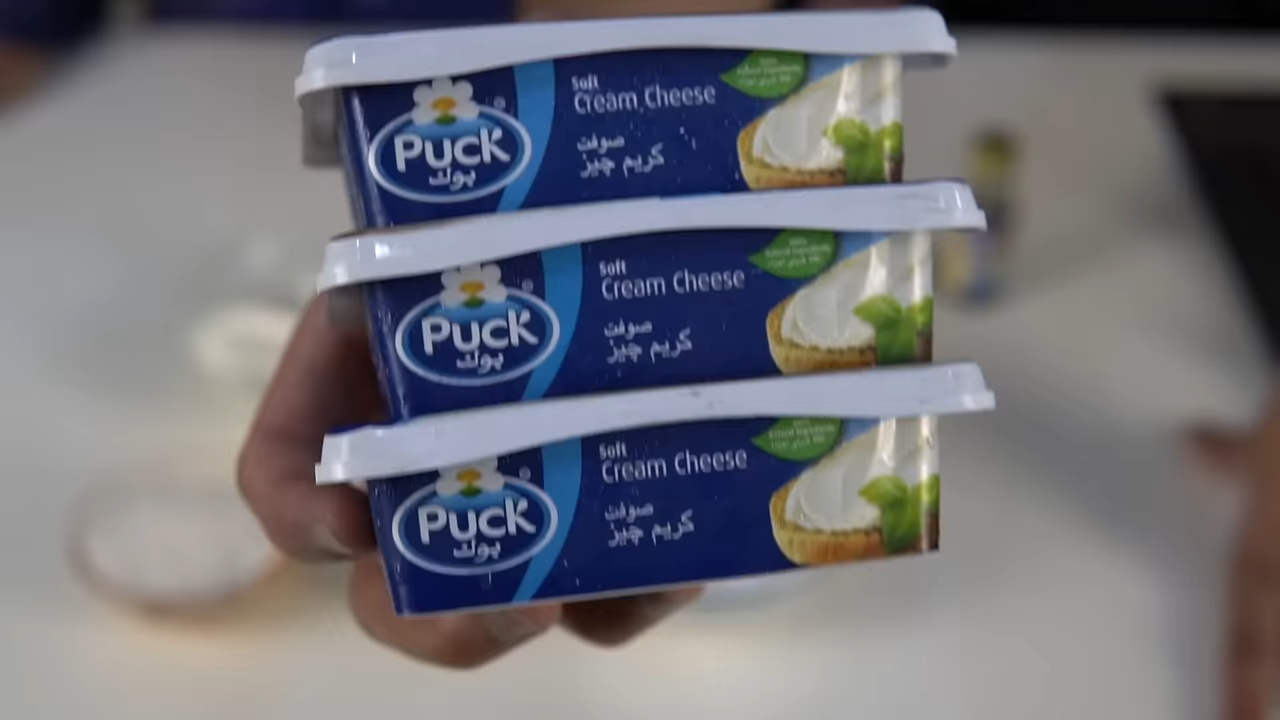 Puck
بوك
Soft
Cream Cheese
صوفت
كريم چيز
Puck
بوك
Soft
Cream Cheese
صوفت
كريم چيز
Puck
بوك
Soft
Cream Cheese
صوفت
كريم چيز